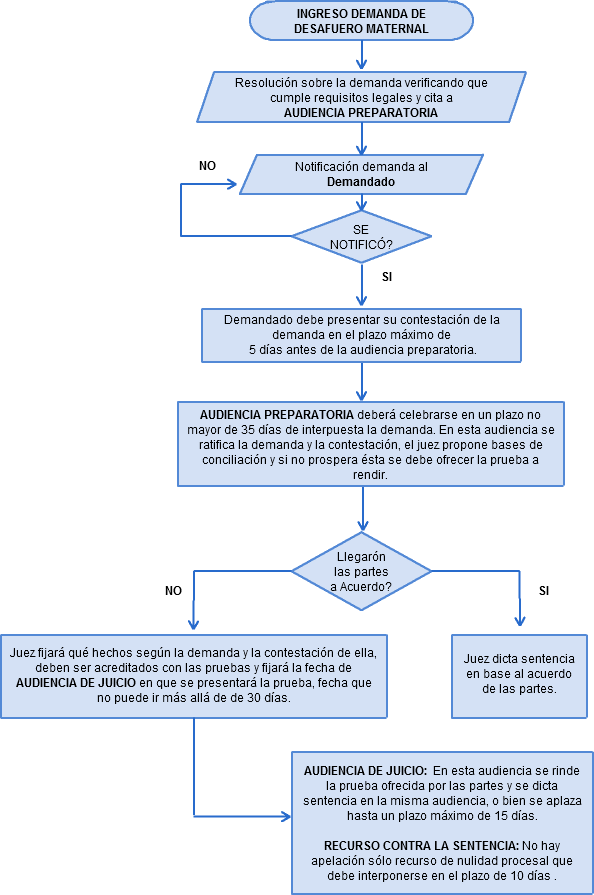 INGRESO DEMANDA DE
DESAFUERO MATERNAL
Resolución sobre la demanda verificando que
cumple requisitos legales y cita a
AUDIENCIA PREPARATORIA
NO
Notificación demanda al
Demandado
SE
NOTIFICÓ?
SI
Demandado debe presentar su contestación de la
demanda en el plazo máximo de
5 días antes de la audiencia preparatoria.
AUDIENCIA PREPARATORIA deberá celebrarse en un plazo no
mayor de 35 días de interpuesta la demanda. En esta audiencia se
ratifica la demanda y la contestación, el juez propone bases de
conciliación y si no prospera ésta se debe ofrecer la prueba a
rendir.
Llegarón
las partes
a Acuerdo?
NO
SI
Juez fijará qué hechos según la demanda y la contestación de ella,
deben ser acreditados con las pruebas y fijará la fecha de
AUDIENCIA DE JUICIO en que se presentará la prueba, fecha que
no puede ir más allá de de 30 días.
Juez dicta sentencia
en base al acuerdo
de las partes.
AUDIENCIA DE JUICIO: En esta audiencia se rinde
la prueba ofrecida por las partes y se dicta
sentencia en la misma audiencia, o bien se aplaza
hasta un plazo máximo de 15 días.
RECURSO CONTRA LA SENTENCIA: No hay
apelación sólo recurso de nulidad procesal que
debe interponerse en el plazo de 10 días .